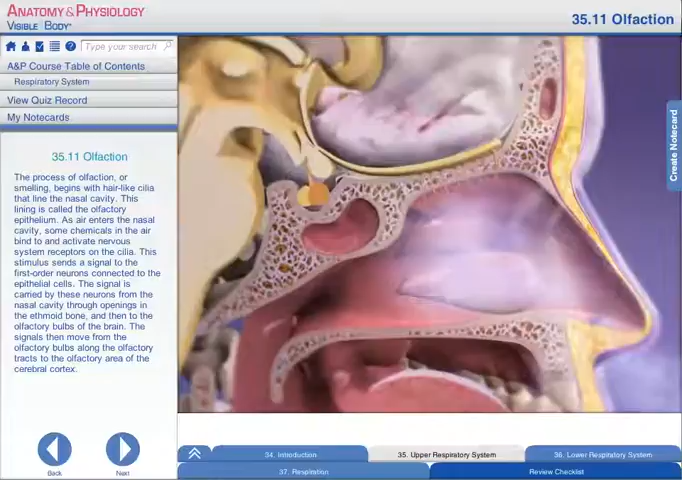 ANATOMY & PHYSIOLOGY
VISIBLE BODY
35.11 Olfaction
Type your search
A&P Course Table of Contents
Respiratory System
View Quiz Record
My Notecards
35.11 Olfaction
The process of olfaction, or
smelling, begins with hair-like cilia
that line the nasal cavity. This
lining is called the olfactory
epithelium. As air enters the nasal
cavity, some chemicals in the air
bind to and activate nervous
system receptors on the cilia. This
stimulus sends a signal to the
first-order neurons connected to the
epithelial cells. The signal is
carried by these neurons from the
nasal cavity through openings in
the ethmoid bone, and then to the
olfactory bulbs of the brain. The
signals then move from the
olfactory bulbs along the olfactory
tracts to the olfactory area of the
cerebral cortex.
Create Notecard
Back
Next
34. Introduction
35. Upper Respiratory System
36. Lower Respiratory System
37. Respiration
Review Checklist